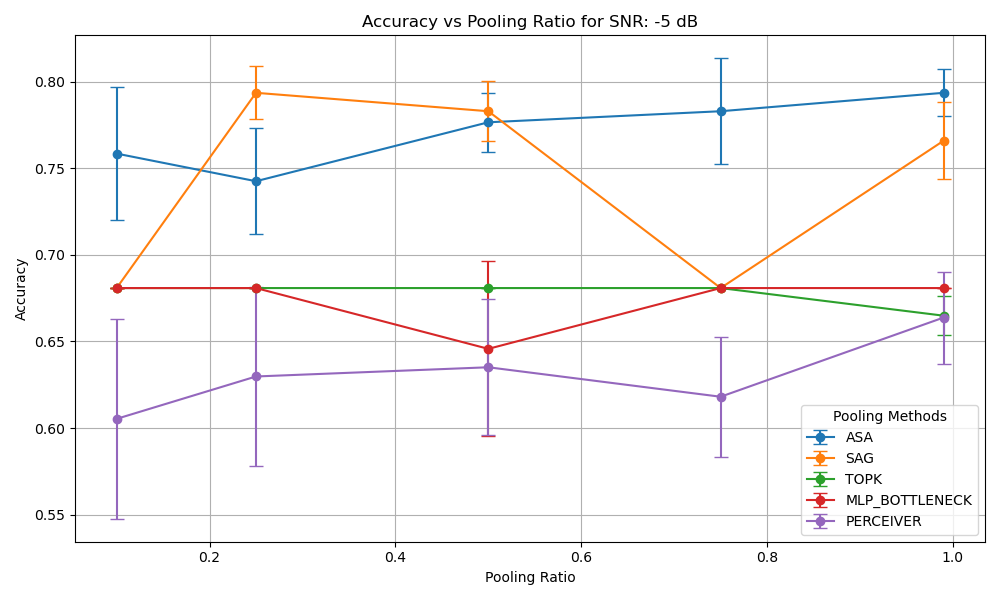 Accuracy vs Pooling Ratio for SNR: -5 dB
Accuracy
0.80
0.75
0.70
0.65
0.60
0.55
0.2
0.4
0.6
0.8
1.0
Pooling Ratio
Pooling Methods
ASA
SAG
TOPK
MLP_BOTTLENECK
PERCEIVER